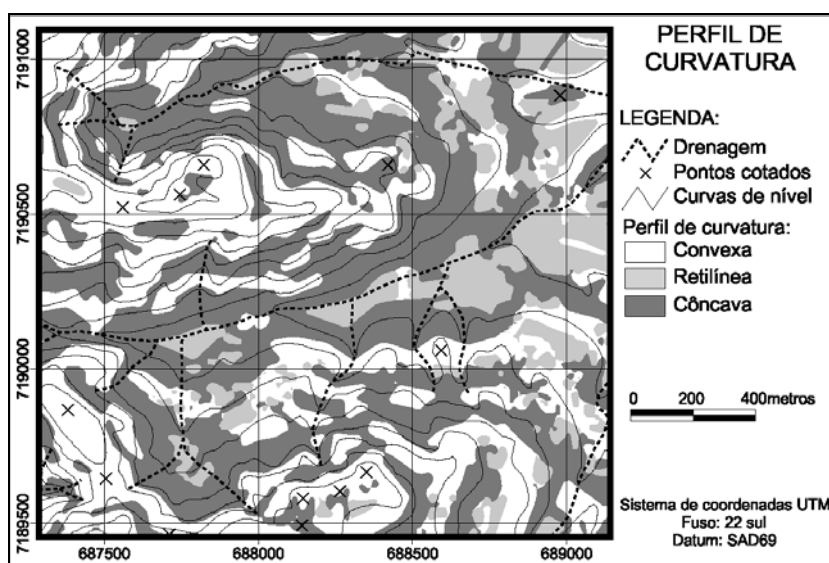 PERFIL DE
CURVATURA
LEGENDA:
Drenagem
Pontos cotados
Curvas de nível
Perfil de curvatura:
Convexa
Retilínea
Côncava
0 200 400metros
Sistema de coordenadas UTM
Fuso: 22 sul
Datum: SAD69
7191000
7190500
7190000
7189500
687500 688000 688500 689000